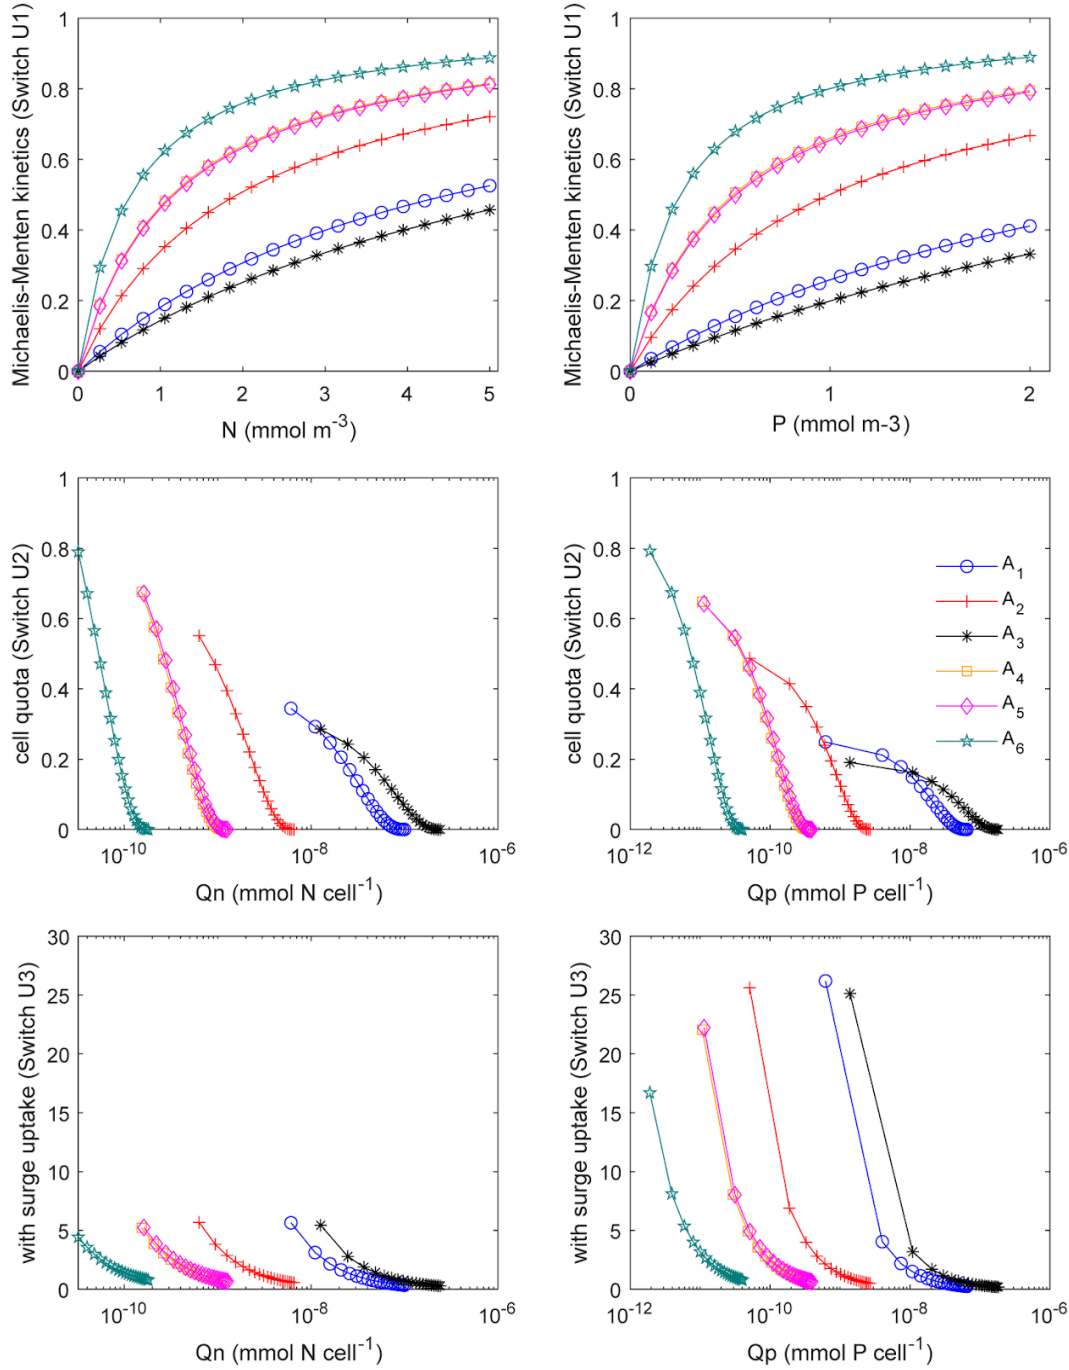 Michaelis-Menten kinetics (Switch U1)
1
0.8
0.6
0.4
0.2
0
0 1 2 3 4 5
N (mmol m⁻³)
Michaelis-Menten kinetics (Switch U1)
1
0.8
0.6
0.4
0.2
0
0 1 2
P (mmol m-3)
cell quota (Switch U2)
1
0.8
0.6
0.4
0.2
0
10⁻¹⁰ 10⁻⁸ 10⁻⁶
Qn (mmol N cell⁻¹)
cell quota (Switch U2)
1
0.8
0.6
0.4
0.2
0
10⁻¹² 10⁻¹⁰ 10⁻⁸ 10⁻⁶
Qp (mmol P cell⁻¹)
A₁
A₂
A₃
A₄
A₅
A₆
with surge uptake (Switch U3)
30
25
20
15
10
5
0
10⁻¹⁰ 10⁻⁸ 10⁻⁶
Qn (mmol N cell⁻¹)
with surge uptake (Switch U3)
30
25
20
15
10
5
0
10⁻¹² 10⁻¹⁰ 10⁻⁸ 10⁻⁶
Qp (mmol P cell⁻¹)